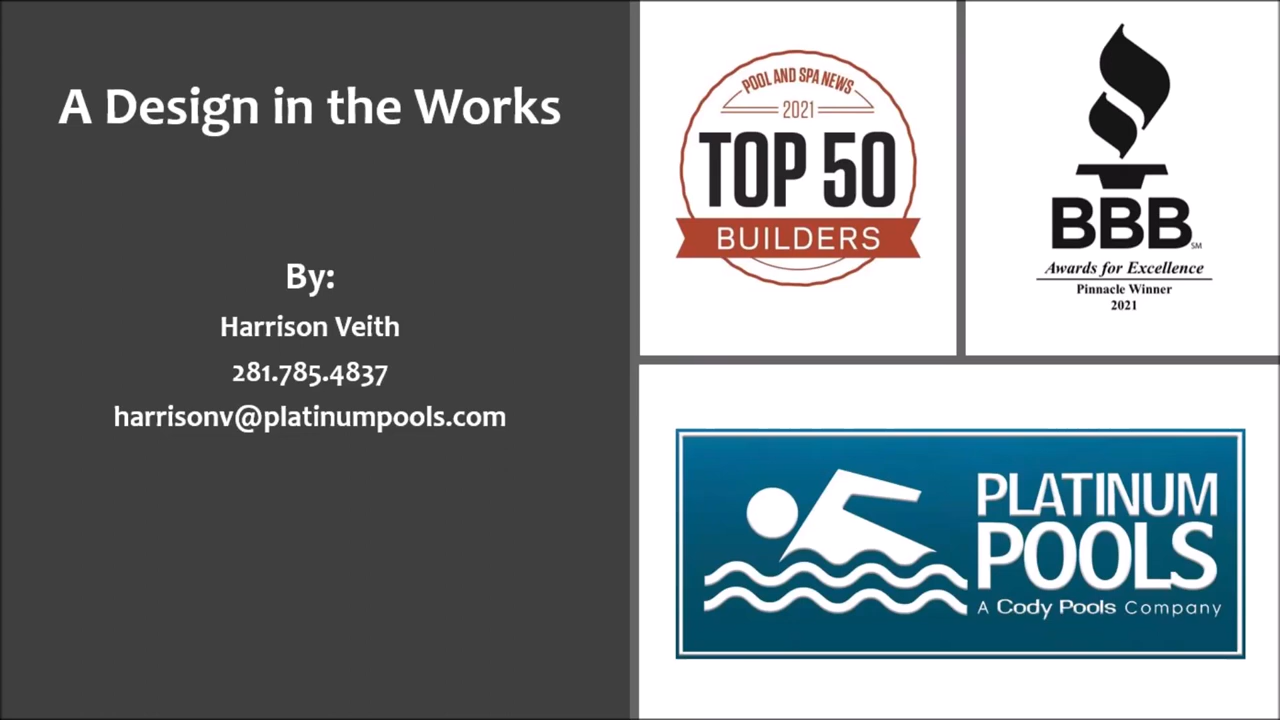 A Design in the Works
By:
Harrison Veith
281.785.4837
harrisonv@platinumpools.com
POOL AND SPA NEWS
2021
TOP 50
BUILDERS
BBB SM
Awards for Excellence
Pinnacle Winner
2021
PLATINUM
POOLS
A Cody Pools Company